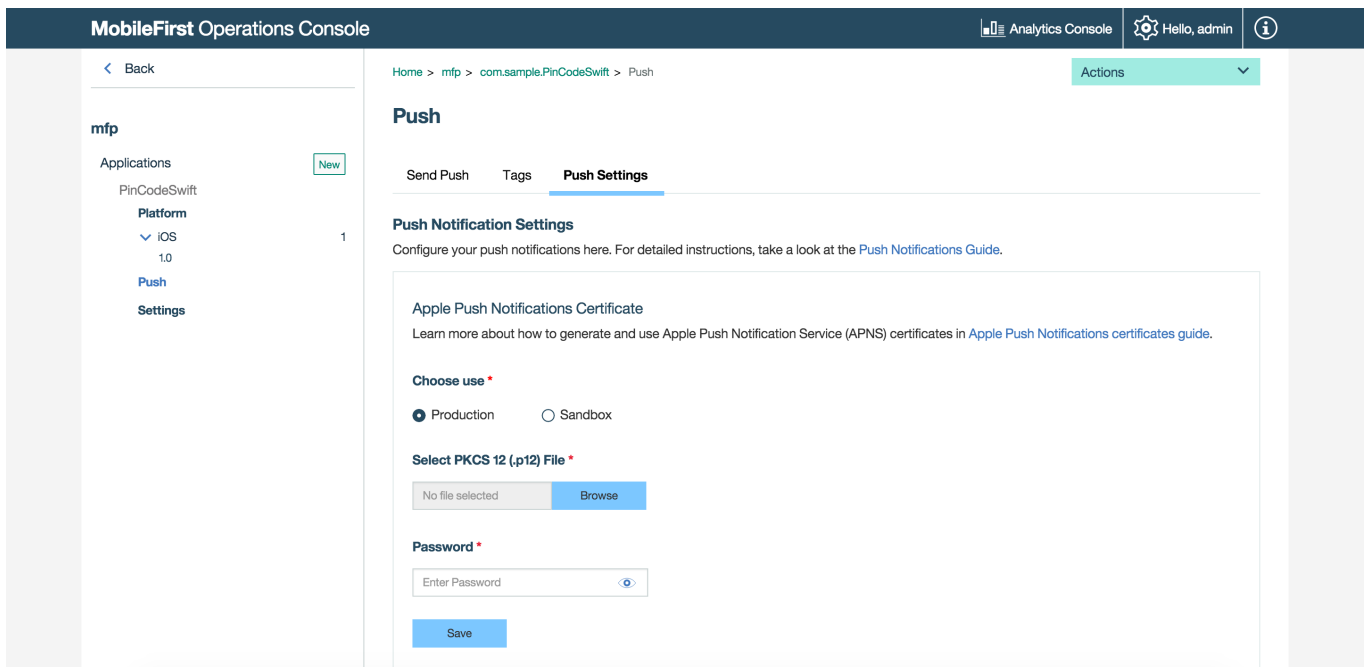 MobileFirst Operations Console
Analytics Console
Hello, admin
Back
mfp
Applications
New
PinCodeSwift
Platform
iOS
1
1.0
Push
Settings
Home > mfp > com.sample.PinCodeSwift > Push
Actions
Push
Send Push
Tags
Push Settings
Push Notification Settings
Configure your push notifications here. For detailed instructions, take a look at the Push Notifications Guide.
Apple Push Notifications Certificate
Learn more about how to generate and use Apple Push Notification Service (APNS) certificates in Apple Push Notifications certificates guide.
Choose use *
Production
Sandbox
Select PKCS 12 (.p12) File *
No file selected
Browse
Password *
Enter Password
Save